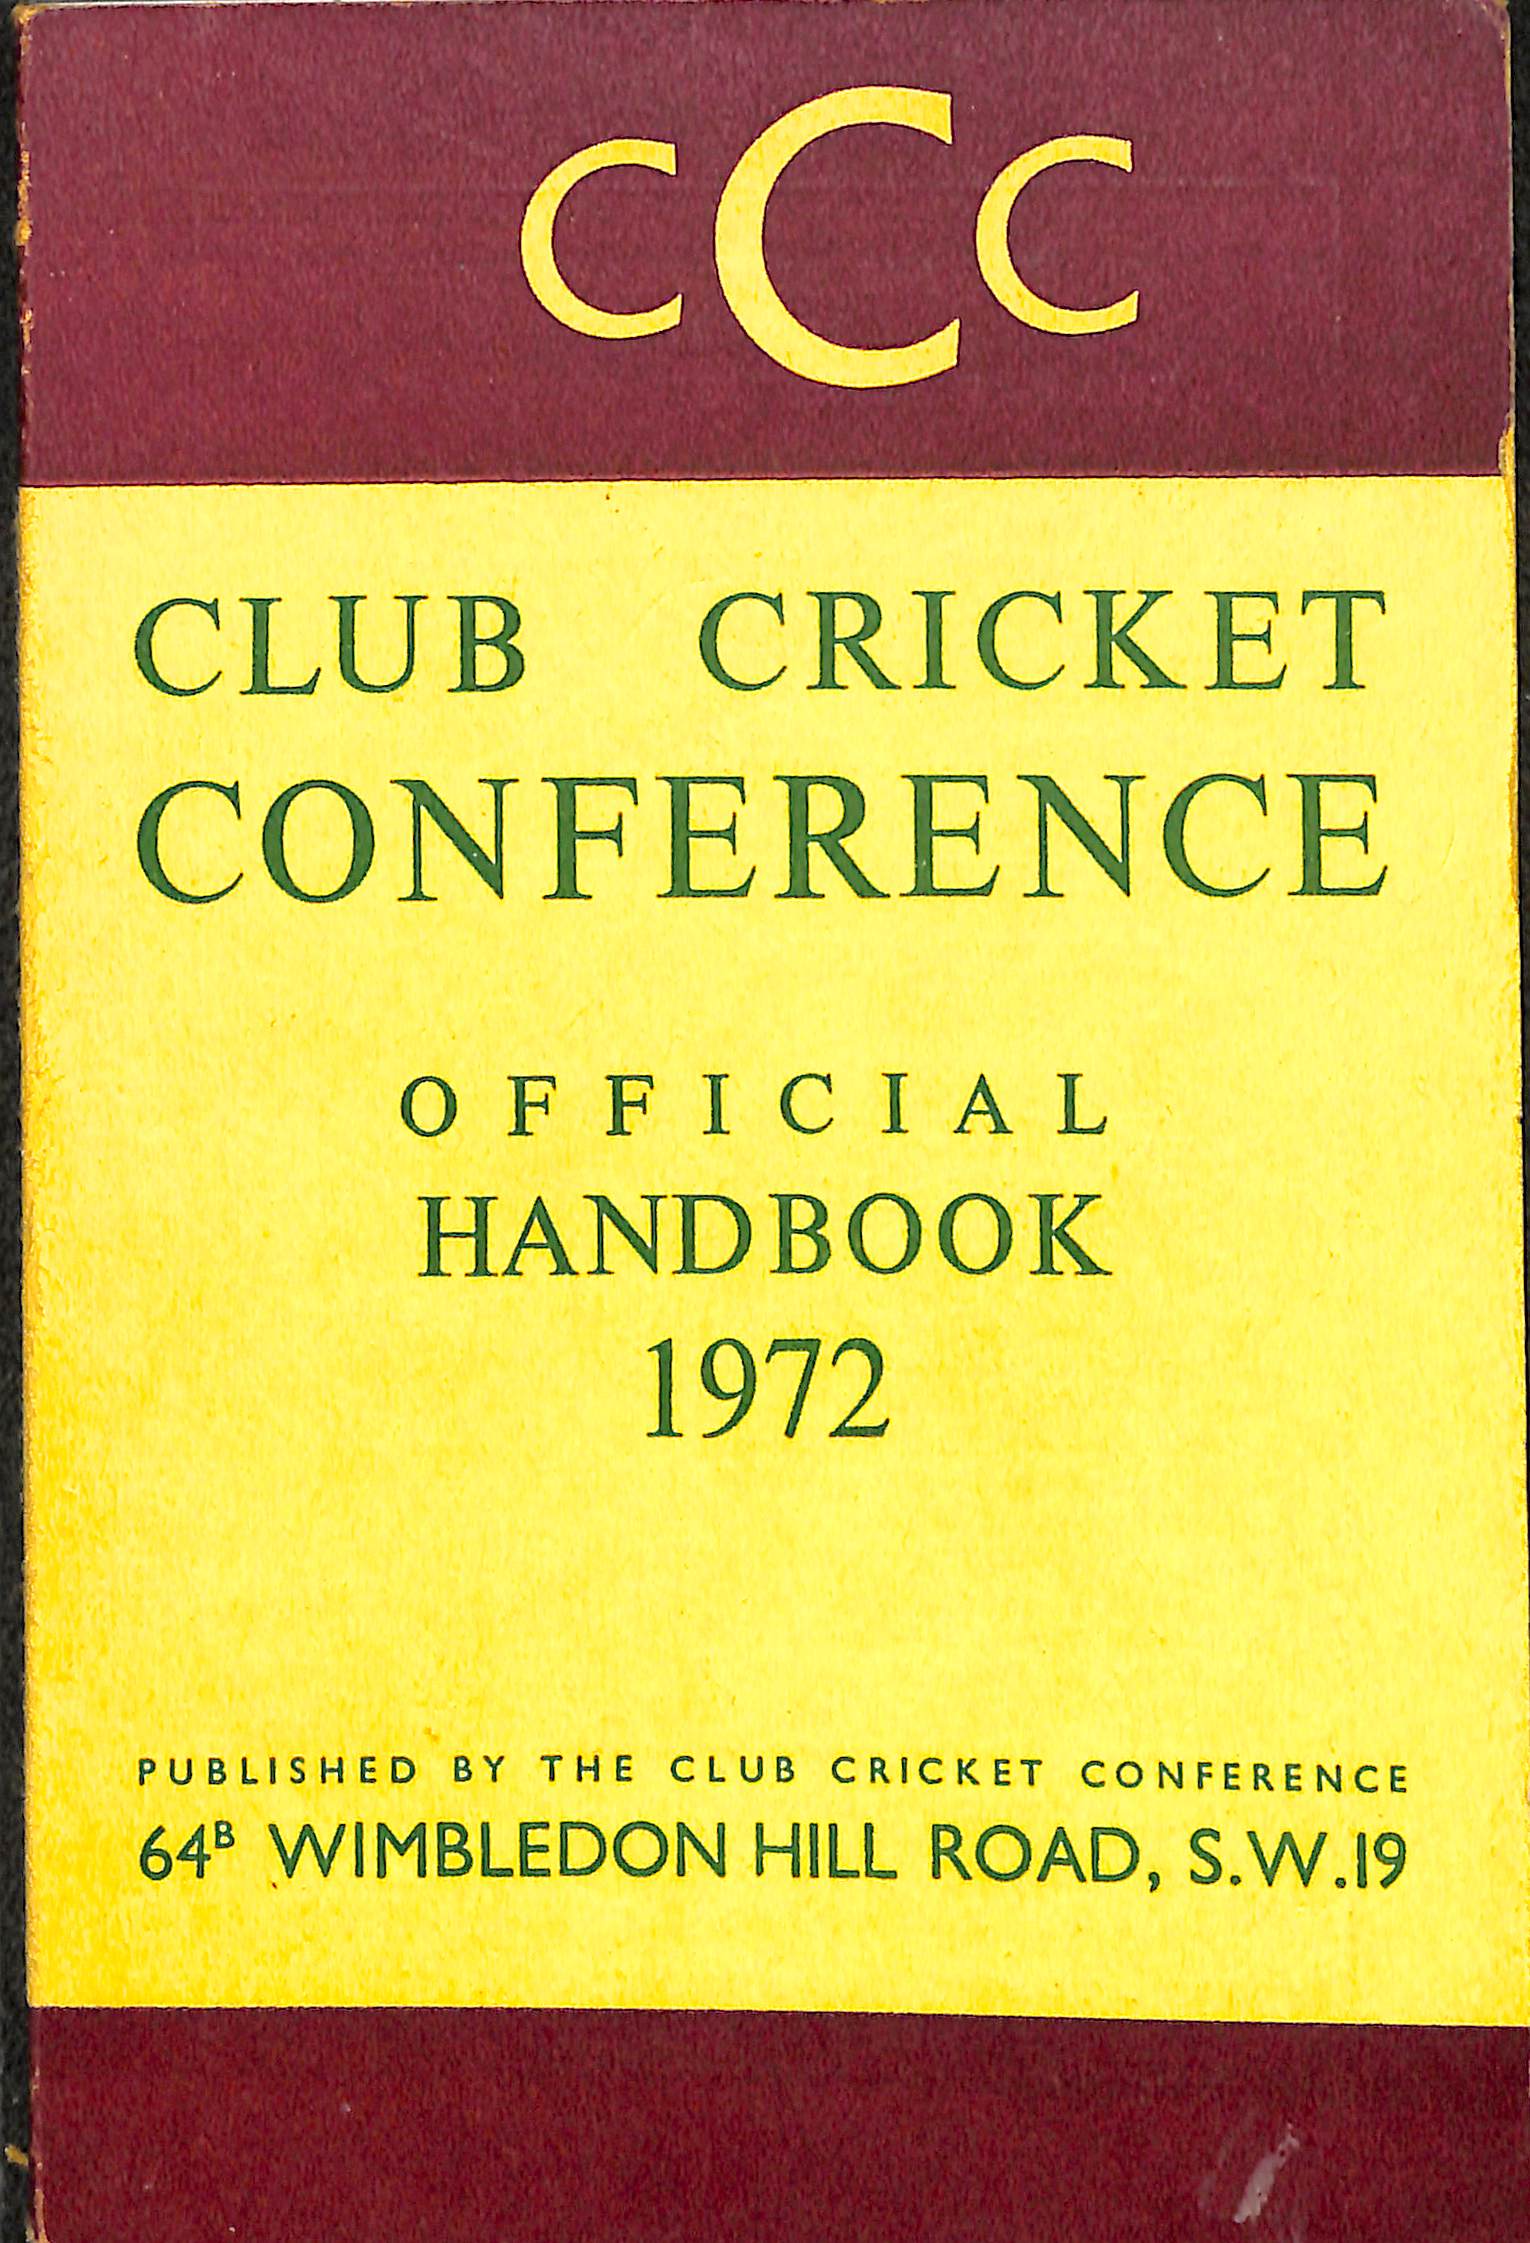 CCC
CLUB CRICKET
CONFERENCE
OFFICIAL
HANDBOOK
1972
PUBLISHED BY THE CLUB CRICKET CONFERENCE
64B WIMBLEDON HILL ROAD, S.W.19